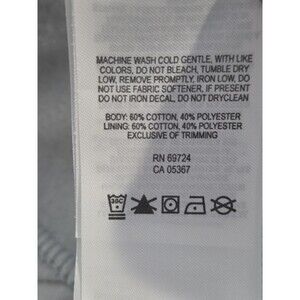 MACHINE WASH COLD GENTLE, WITH LIKE
COLORS, DO NOT BLEACH, TUMBLE DRY
LOW, REMOVE PROMPTLY, IRON LOW, DO
NOT USE FABRIC SOFTENER, IF PRESENT
DO NOT IRON DECAL, DO NOT DRYCLEAN
BODY: 60% COTTON, 40% POLYESTER
LINING: 60% COTTON, 40% POLYESTER
EXCLUSIVE OF TRIMMING
RN 69724
CA 05367
30C